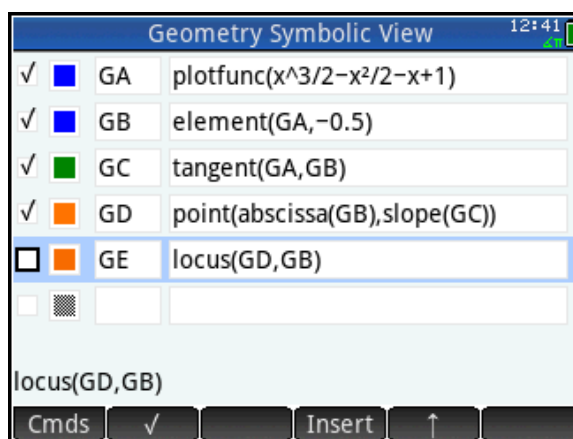 Geometry Symbolic View 12:41
∡π
√ GA plotfunc(x^3/2−x²/2−x+1)
√ GB element(GA,−0.5)
√ GC tangent(GA,GB)
√ GD point(abscissa(GB),slope(GC))
GE locus(GD,GB)
locus(GD,GB)
Cmds √ Insert ↑